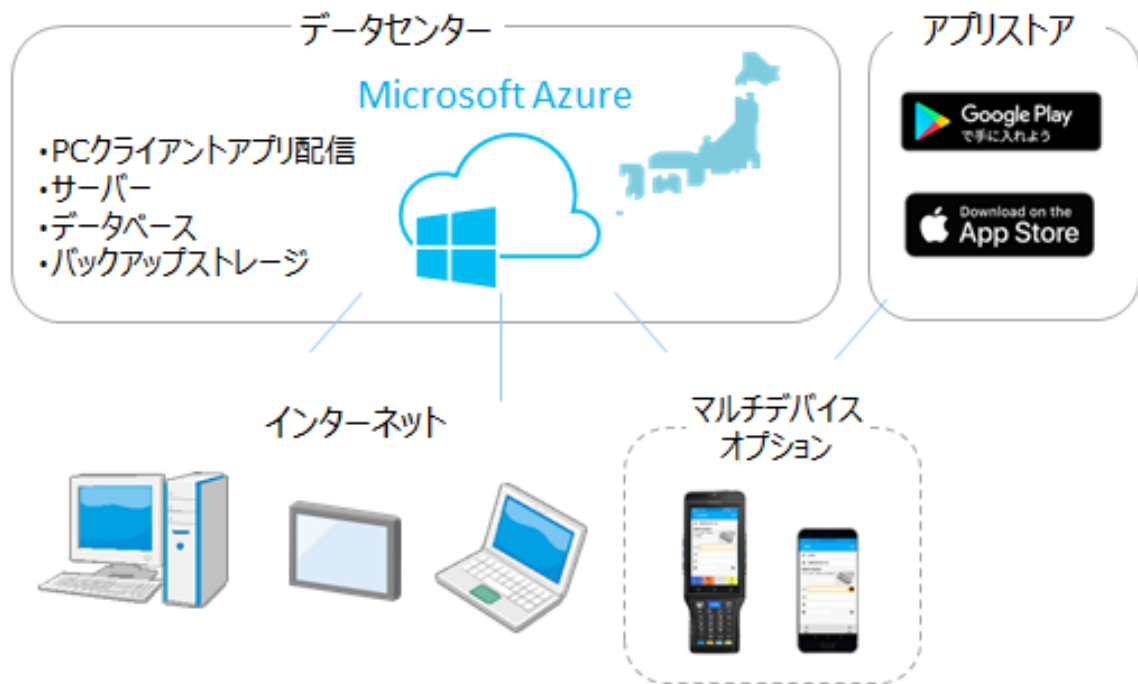 データセンター
Microsoft Azure
・PCクライアントアプリ配信
・サーバー
・データベース
・バックアップストレージ
アプリストア
Google Play
で手に入れよう
Download on the
App Store
インターネット
マルチデバイス
オプション